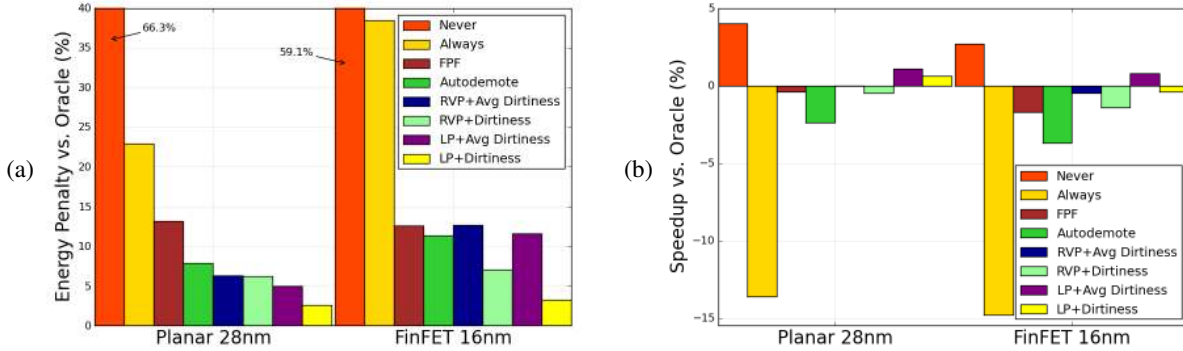 (a)
Energy Penalty vs. Oracle (%)
40
35
30
25
20
15
10
5
0
66.3%
59.1%
Never
Always
FPF
Autodemote
RVP+Avg Dirtiness
RVP+Dirtiness
LP+Avg Dirtiness
LP+Dirtiness
Planar 28nm
FinFET 16nm
(b)
Speedup vs. Oracle (%)
5
0
−5
−10
−15
Never
Always
FPF
Autodemote
RVP+Avg Dirtiness
RVP+Dirtiness
LP+Avg Dirtiness
LP+Dirtiness
Planar 28nm
FinFET 16nm